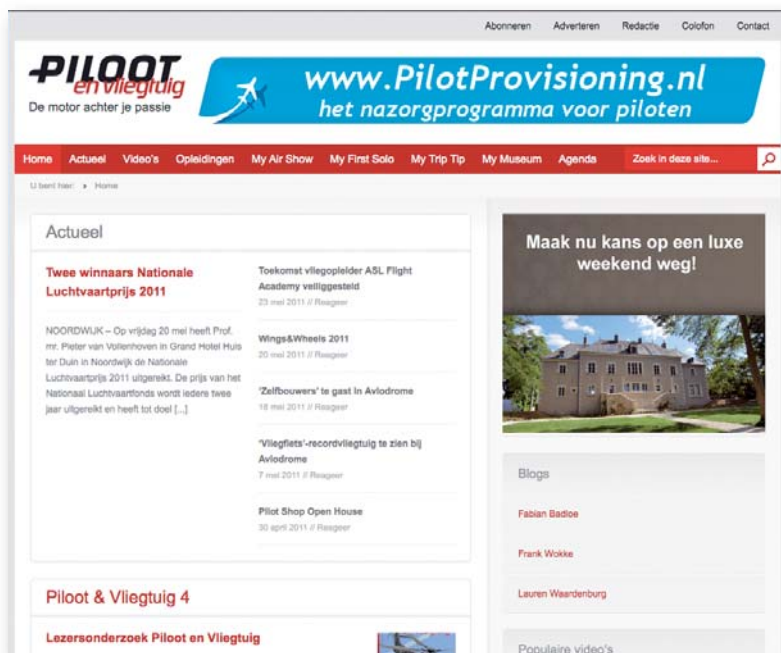 Abonneren Adverteren Redactie Colofon Contact
PILOOT
en vliegtuig
De motor achter je passie
www.PilotProvisioning.nl
het nazorgprogramma voor piloten
Home Actueel Video's Opleidingen My Air Show My First Solo My Trip Tip My Museum Agenda Zoek in deze site...
U bent hier: Home
Actueel
Twee winnaars Nationale
Luchtvaartprijs 2011
NOORDWIJK – Op vrijdag 20 mei heeft Prof.
mr. Pieter van Vollenhoven in Grand Hotel Huis
ter Duin in Noordwijk de Nationale
Luchtvaartprijs 2011 uitgereikt. De prijs van het
Nationaal Luchtvaartfonds wordt iedere twee
jaar uitgereikt en heeft tot doel [...]
Toekomst vliegopleider ASL Flight
Academy veiliggesteld
23 mei 2011 // Reageer
Wings&Wheels 2011
20 mei 2011 // Reageer
'Zelfbouwers' te gast in Aviodrome
18 mei 2011 // Reageer
'Vliegfiets'-recordvliegtuig te zien bij
Aviodrome
7 mei 2011 // Reageer
Pilot Shop Open House
30 april 2011 // Reageer
Maak nu kans op een luxe
weekend weg!
Blogs
Fabian Badloe
Frank Wokke
Lauren Waardenburg
Piloot & Vliegtuig 4
Lezersonderzoek Piloot en Vliegtuig
Populaire video's